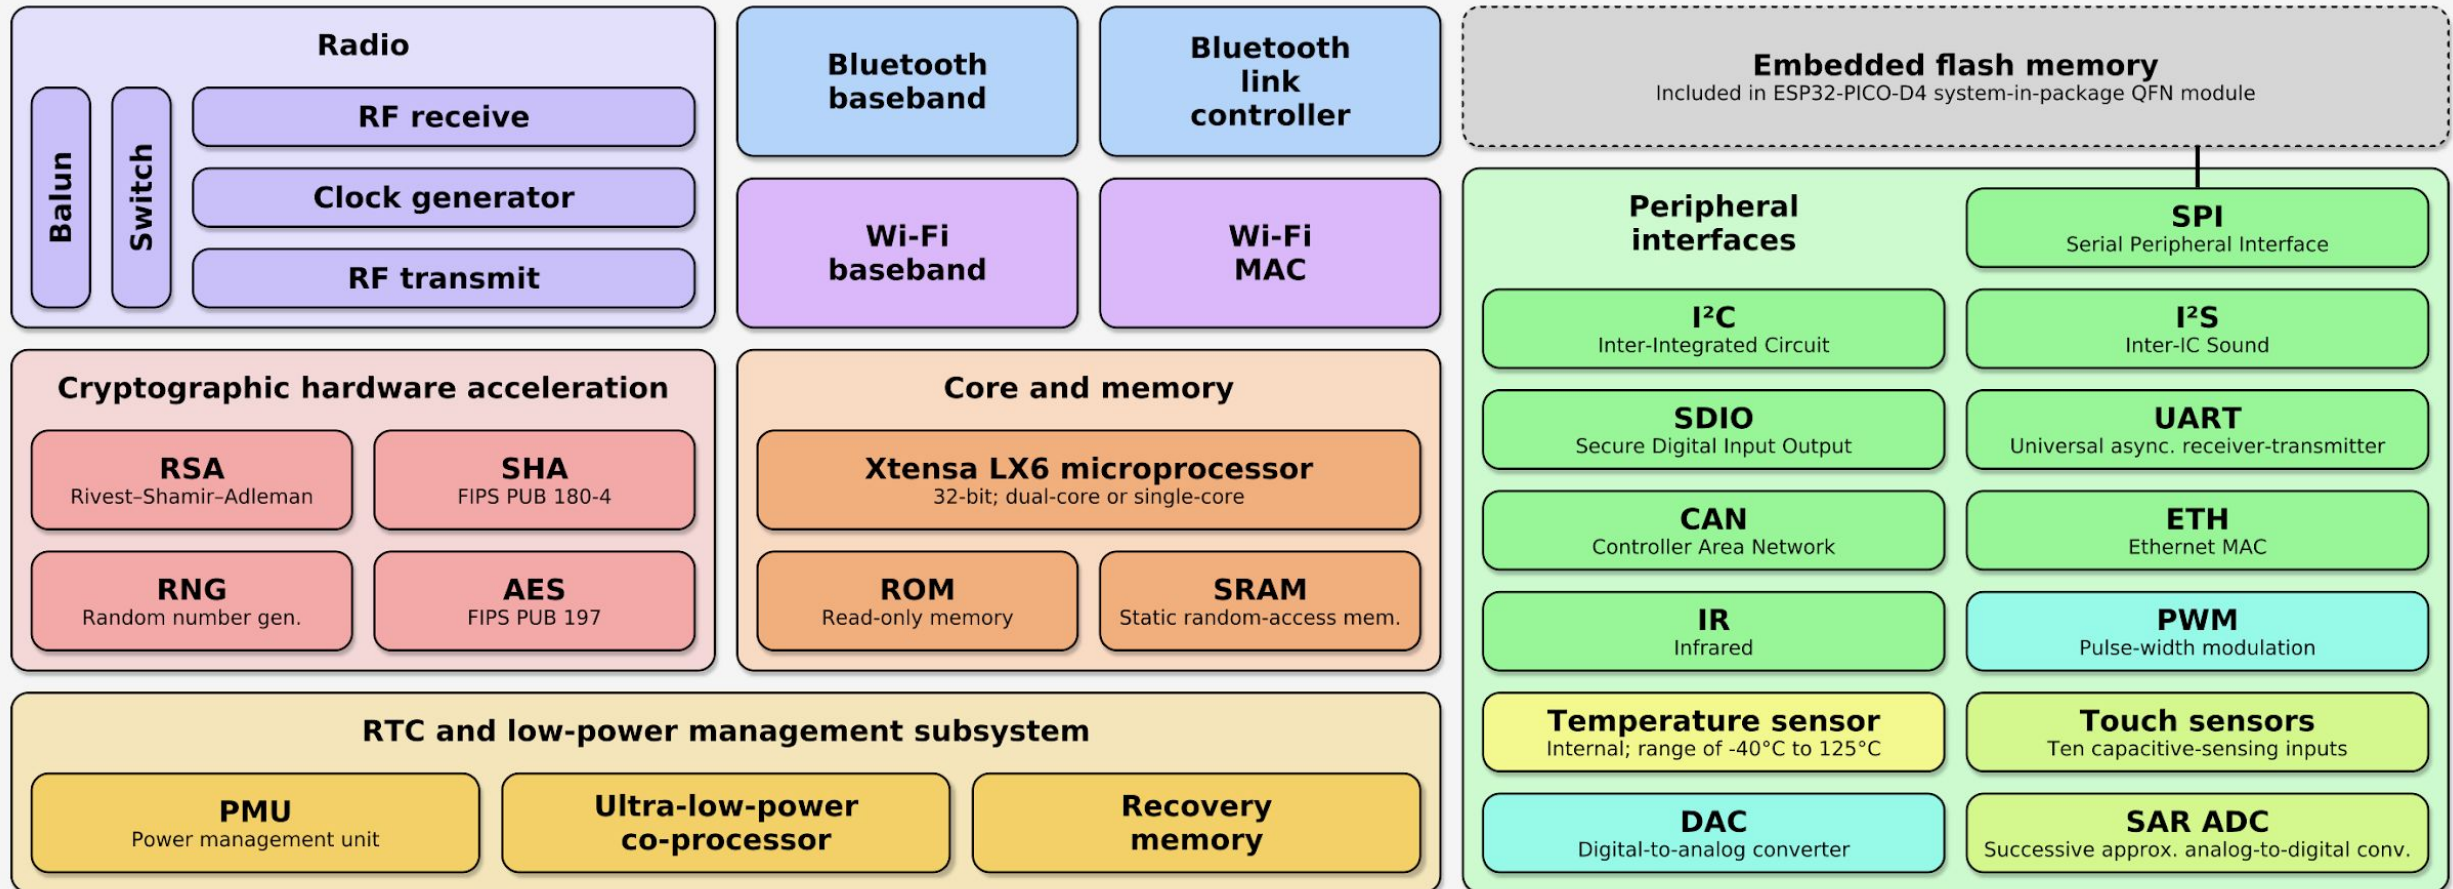 Radio
Balun
Switch
RF receive
Clock generator
RF transmit
Bluetooth
baseband
Bluetooth
link
controller
Wi-Fi
baseband
Wi-Fi
MAC
Embedded flash memory
Included in ESP32-PICO-D4 system-in-package QFN module
Cryptographic hardware acceleration
RSA
Rivest–Shamir–Adleman
SHA
FIPS PUB 180-4
RNG
Random number gen.
AES
FIPS PUB 197
Core and memory
Xtensa LX6 microprocessor
32-bit; dual-core or single-core
ROM
Read-only memory
SRAM
Static random-access mem.
RTC and low-power management subsystem
PMU
Power management unit
Ultra-low-power
co-processor
Recovery
memory
Peripheral
interfaces
SPI
Serial Peripheral Interface
I²C
Inter-Integrated Circuit
I²S
Inter-IC Sound
SDIO
Secure Digital Input Output
UART
Universal async. receiver-transmitter
CAN
Controller Area Network
ETH
Ethernet MAC
IR
Infrared
PWM
Pulse-width modulation
Temperature sensor
Internal; range of -40°C to 125°C
Touch sensors
Ten capacitive-sensing inputs
DAC
Digital-to-analog converter
SAR ADC
Successive approx. analog-to-digital conv.